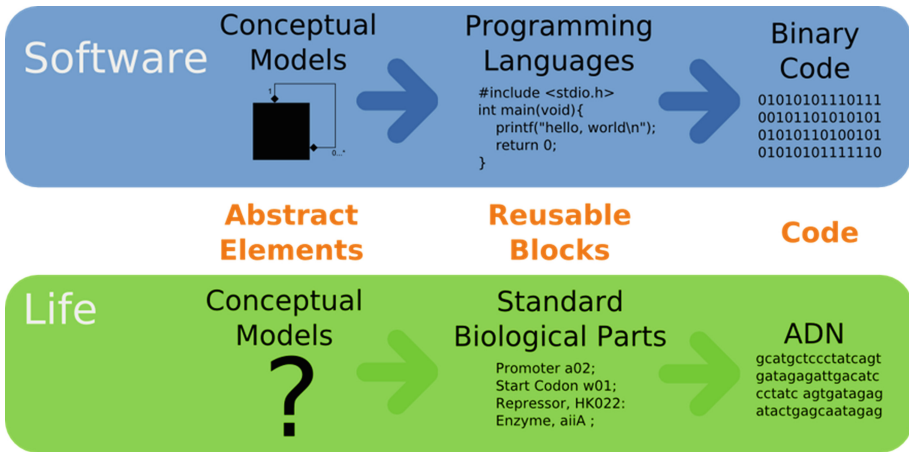 Software
Conceptual
Models
1
0...*
Programming
Languages
#include <stdio.h>
int main(void){
printf("hello, world\n");
return 0;
}
Binary
Code
01010101110111
00101101010101
01010110100101
01010101111110
Abstract
Elements
Reusable
Blocks
Code
Life
Conceptual
Models
?
Standard
Biological Parts
Promoter a02;
Start Codon w01;
Repressor, HK022:
Enzyme, aiiA ;
ADN
gcatgctccctatcagt
gatagagattgacatc
cctatc agtgatagag
atactgagcaatagag